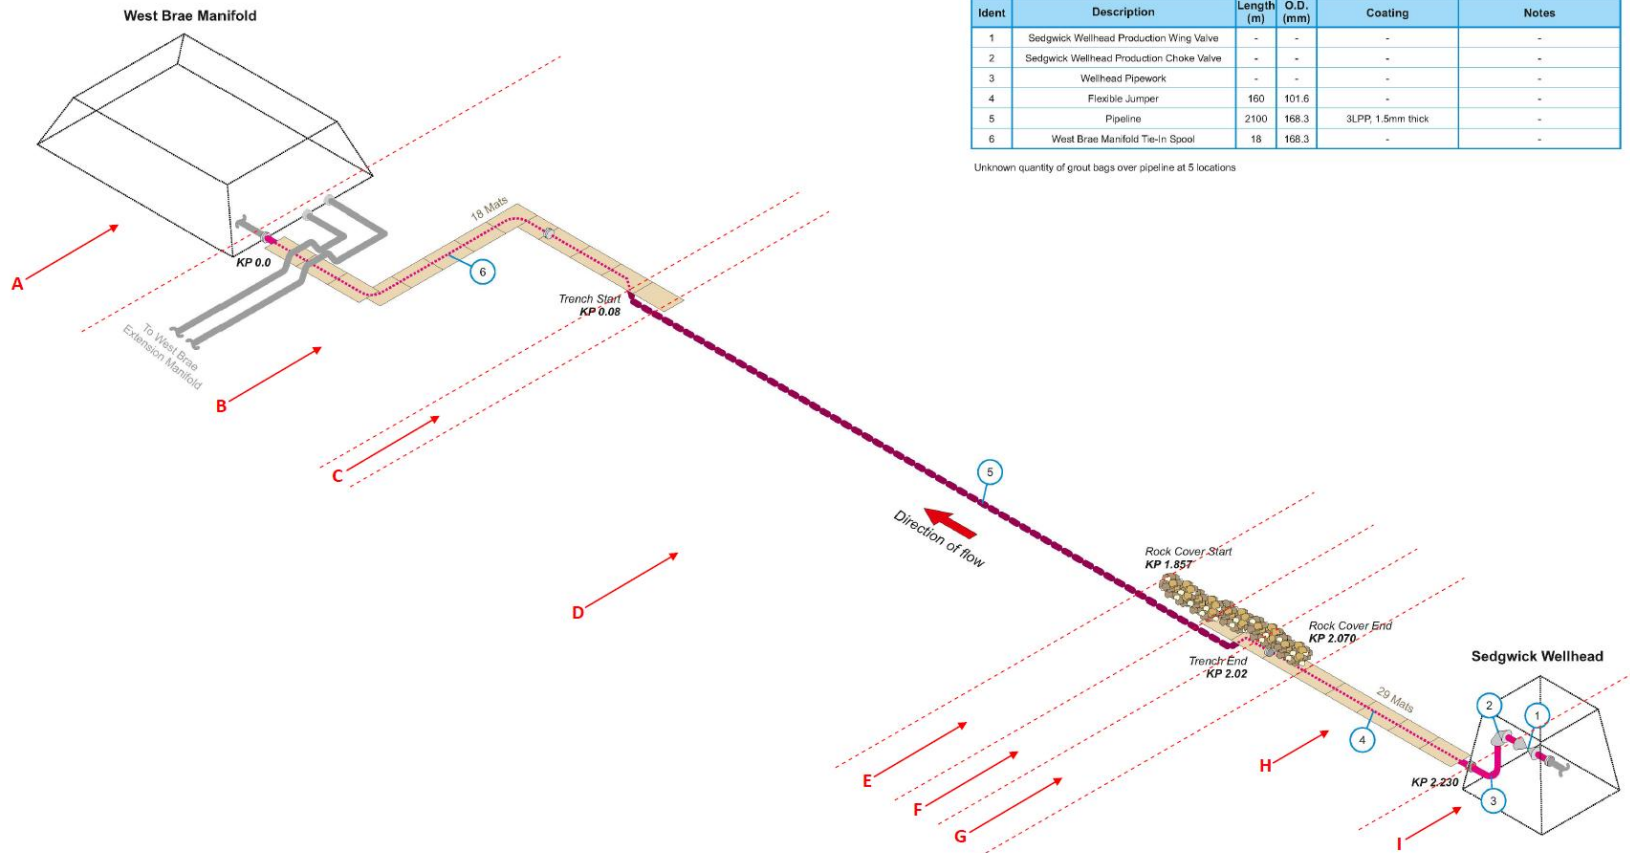 West Brae Manifold
Ident Description Length (m) O.D. (mm) Coating Notes
1 Sedgwick Wellhead Production Wing Valve - - - -
2 Sedgwick Wellhead Production Choke Valve - - - -
3 Wellhead Pipework - - - -
4 Flexible Jumper 160 101.6 - -
5 Pipeline 2100 168.3 3LPP, 1.5mm thick -
6 West Brae Manifold Tie-In Spool 18 168.3 - -
Unknown quantity of grout bags over pipeline at 5 locations
18 Mats
A
KP 0.0
6
Trench Start
KP 0.08
To West Brae
Extension Manifold
B
C
5
Direction of flow
D
Rock Cover Start
KP 1.857
Rock Cover End
KP 2.070
Trench End
KP 2.02
Sedgwick Wellhead
29 Mats
2
1
4
E
F
G
H
KP 2.230
3
I